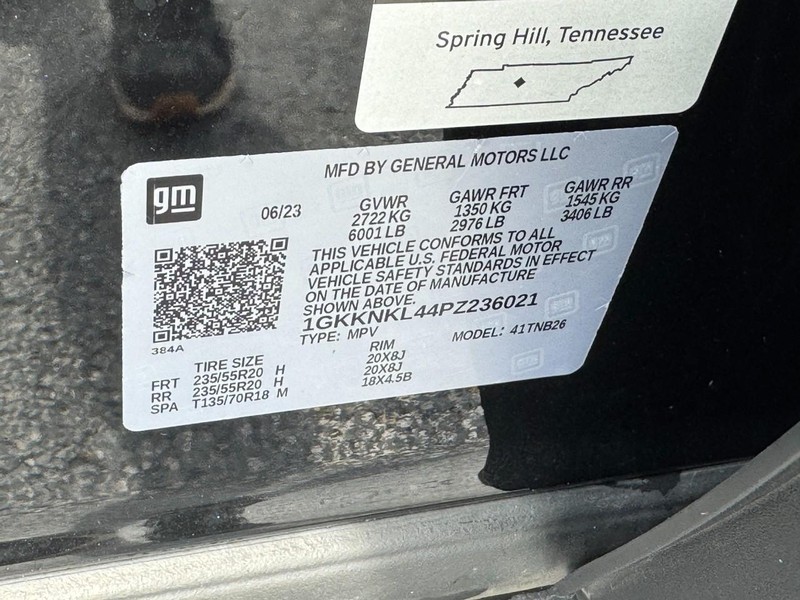 Spring Hill, Tennessee
MFD BY GENERAL MOTORS LLC
gm
06/23
GVWR GAWR FRT GAWR RR
2722 KG 1350 KG 1545 KG
6001 LB 2976 LB 3406 LB
THIS VEHICLE CONFORMS TO ALL
APPLICABLE U.S. FEDERAL MOTOR
VEHICLE SAFETY STANDARDS IN EFFECT
ON THE DATE OF MANUFACTURE
SHOWN ABOVE.
1GKKNKL44PZ236021
TYPE: MPV MODEL: 41TNB26
384A
TIRE SIZE RIM
FRT 235/55R20 H 20X8J
RR 235/55R20 H 20X8J
SPA T135/70R18 M 18X4.5B